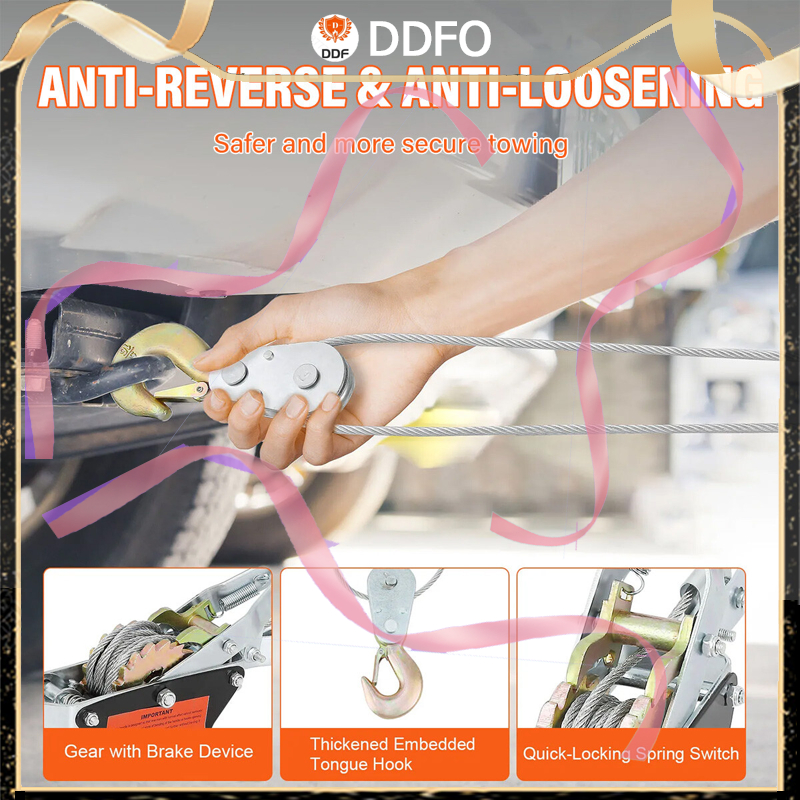 DDF
DDFO
ANTI-REVERSE & ANTI-LOOSENING
Safer and more secure towing
IMPORTANT
Gear with Brake Device
Thickened Embedded
Tongue Hook
Quick-Locking Spring Switch